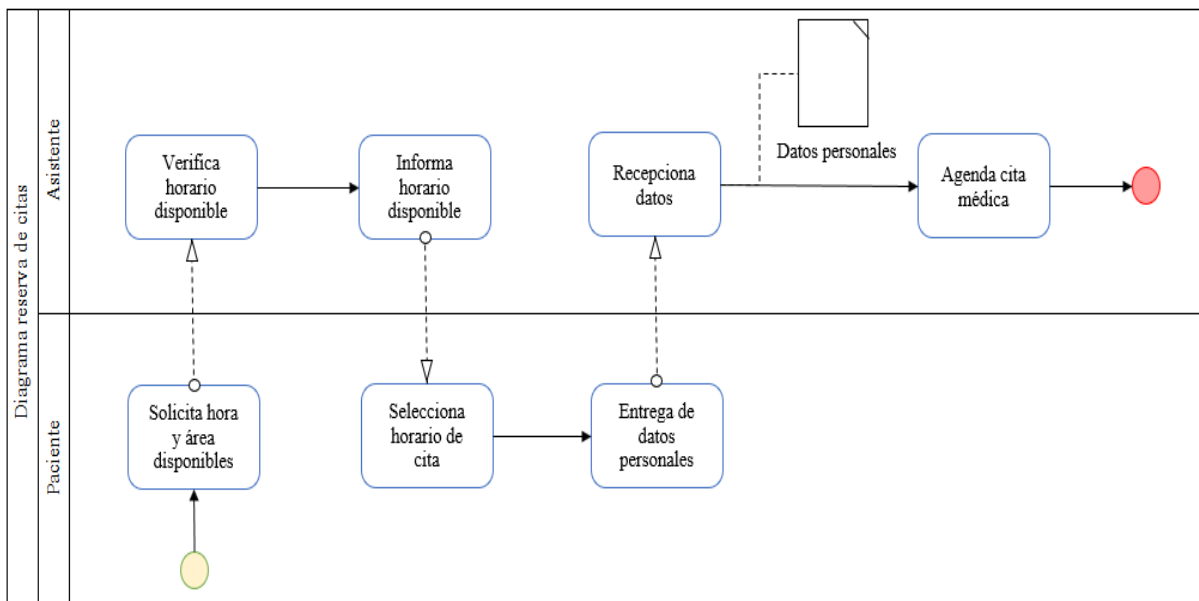 Diagrama reserva de citas
Asistente
Verifica
horario
disponible
Informa
horario
disponible
Recepciona
datos
Datos personales
Agenda cita
médica
Paciente
Solicita hora
y área
disponibles
Selecciona
horario de
cita
Entrega de
datos
personales